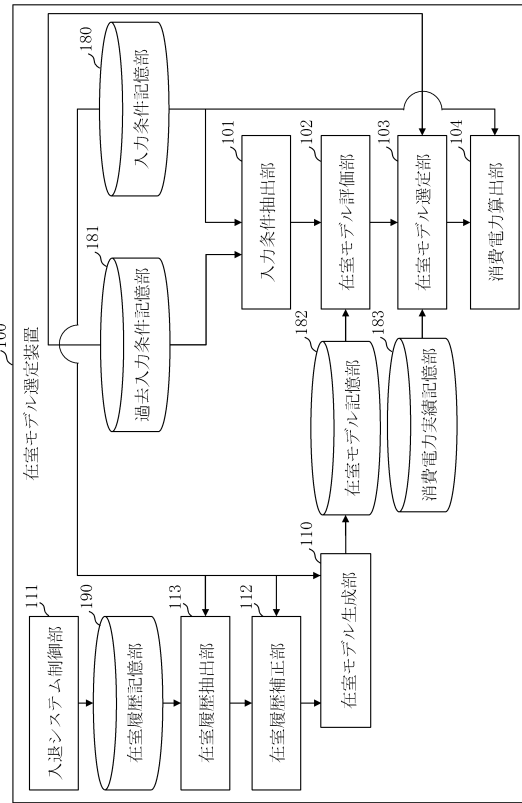 100
在室モデル選定装置
111
入退システム制御部
190
在室履歴記憶部
113
在室履歴抽出部
112
在室履歴補正部
110
在室モデル生成部
181
過去入力条件記憶部
180
入力条件記憶部
101
入力条件抽出部
182
在室モデル記憶部
102
在室モデル評価部
183
消費電力実績記憶部
103
在室モデル選定部
104
消費電力算出部